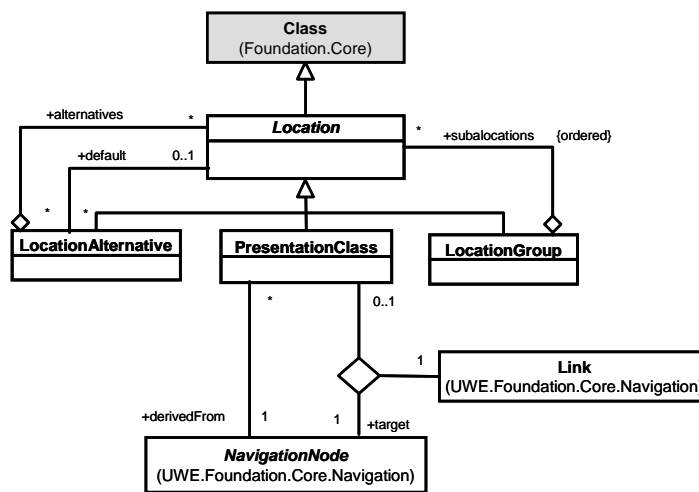 Class
(Foundation.Core)
+alternatives
*
Location
*
+subalocations
{ordered}
+default
0..1
*
*
LocationAlternative
PresentationClass
LocationGroup
*
0..1
1
Link
(UWE.Foundation.Core.Navigation)
+derivedFrom
1
1
+target
NavigationNode
(UWE.Foundation.Core.Navigation)